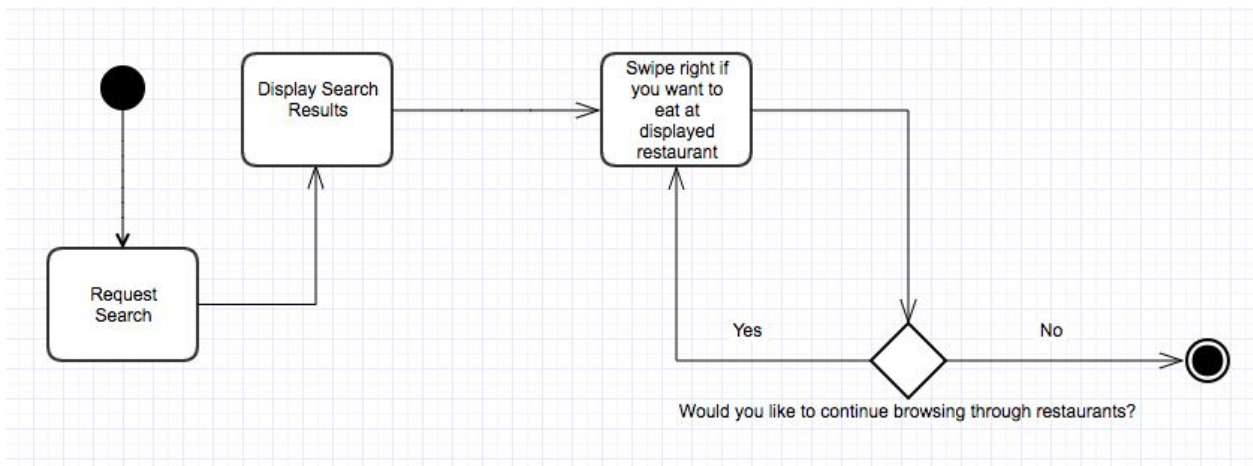 Display Search
Results
Swipe right if
you want to
eat at
displayed
restaurant
Request
Search
Yes
No
Would you like to continue browsing through restaurants?